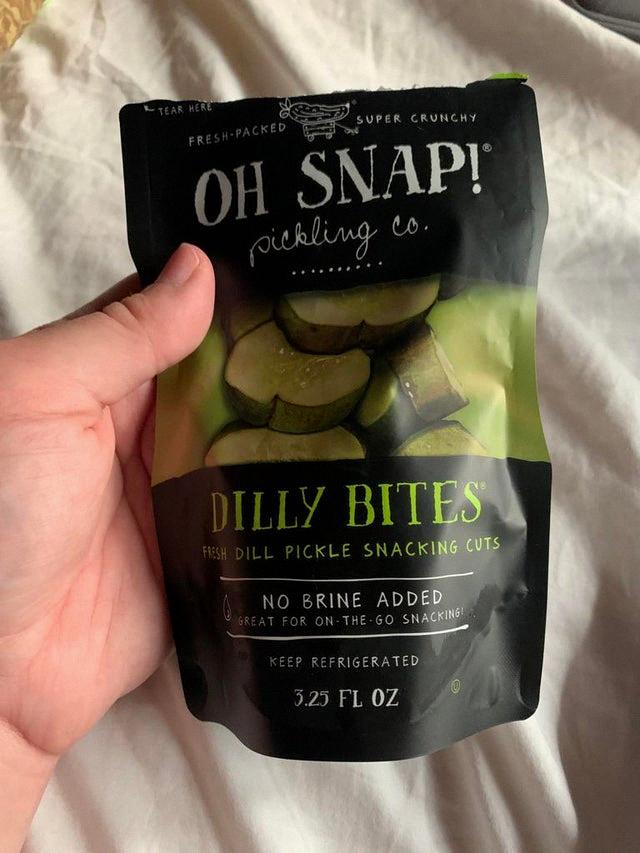 TEAR HERE
FRESH-PACKED SUPER CRUNCHY
OH SNAP!®
pickling co.
DILLY BITES®
FRESH DILL PICKLE SNACKING CUTS
NO BRINE ADDED
GREAT FOR ON-THE-GO SNACKING!
KEEP REFRIGERATED
3.25 FL OZ
U